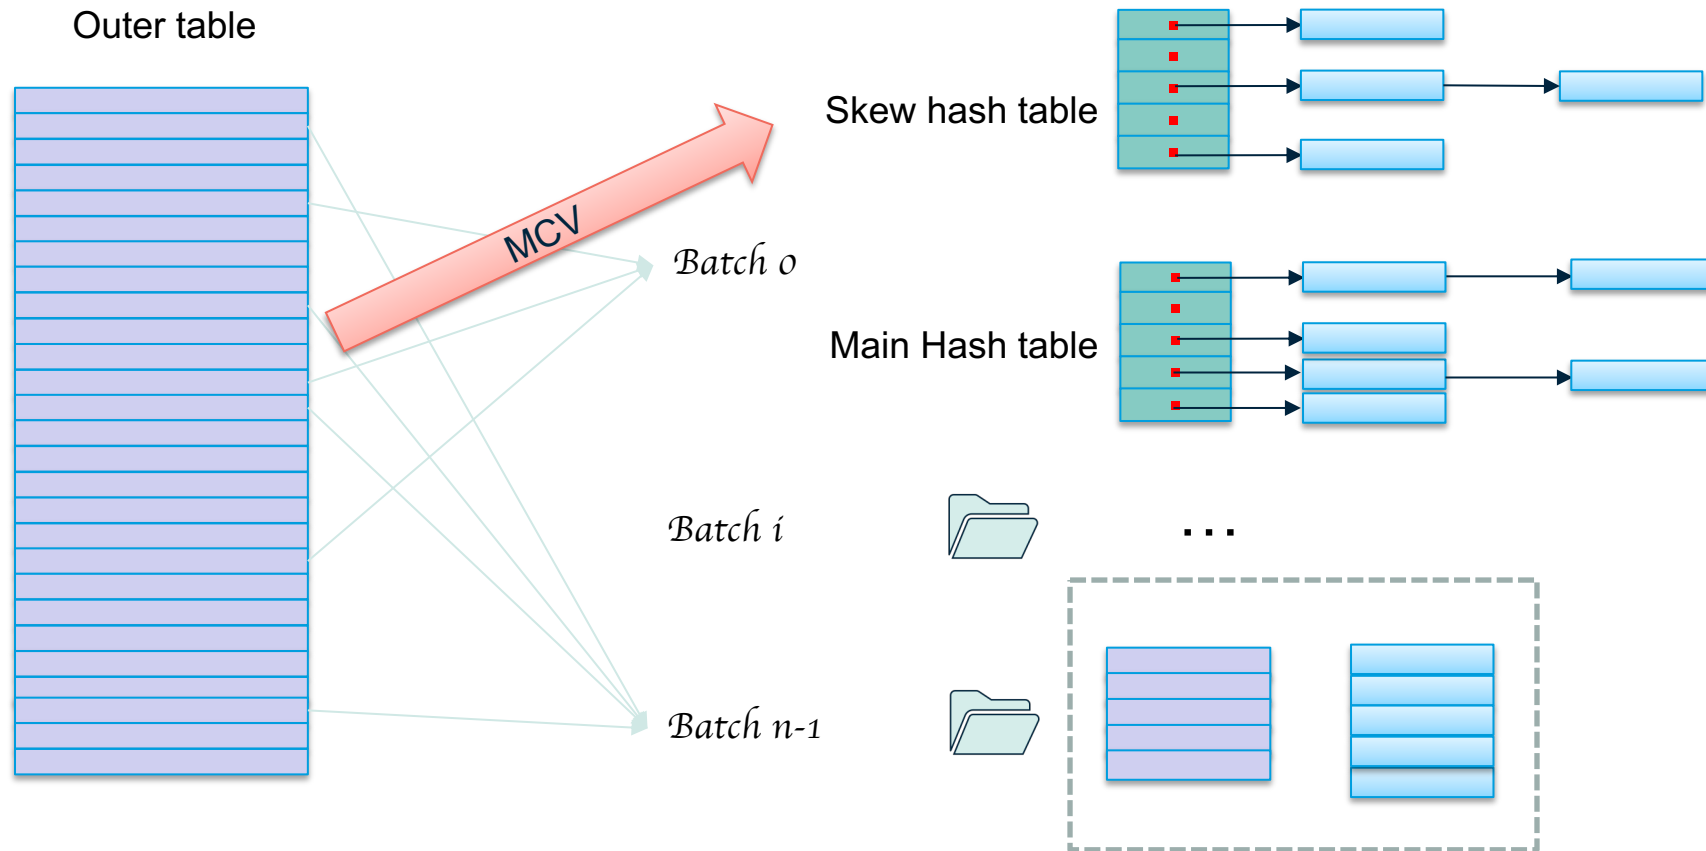 Outer table
Skew hash table
MCV
Batch 0
Main Hash table
Batch i
...
Batch n-1